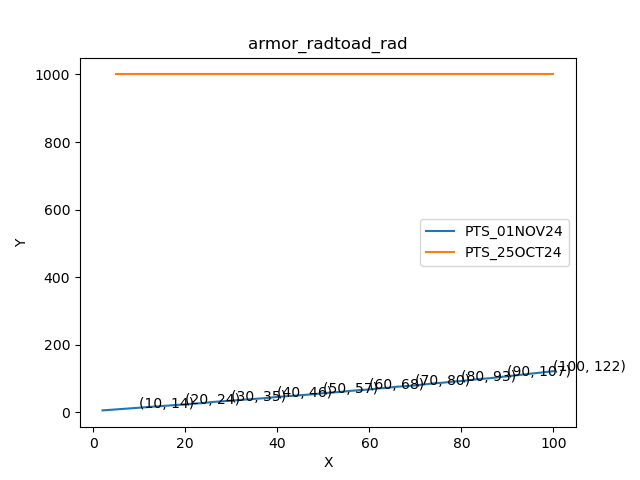 armor_radtoad_rad
1000
800
600
400
200
0
Y
PTS_01NOV24
PTS_25OCT24
(10, 14)
(20, 24)
(30, 35)
(40, 46)
(50, 57)
(60, 68)
(70, 80)
(80, 93)
(90, 107)
(100, 122)
0 20 40 60 80 100
X